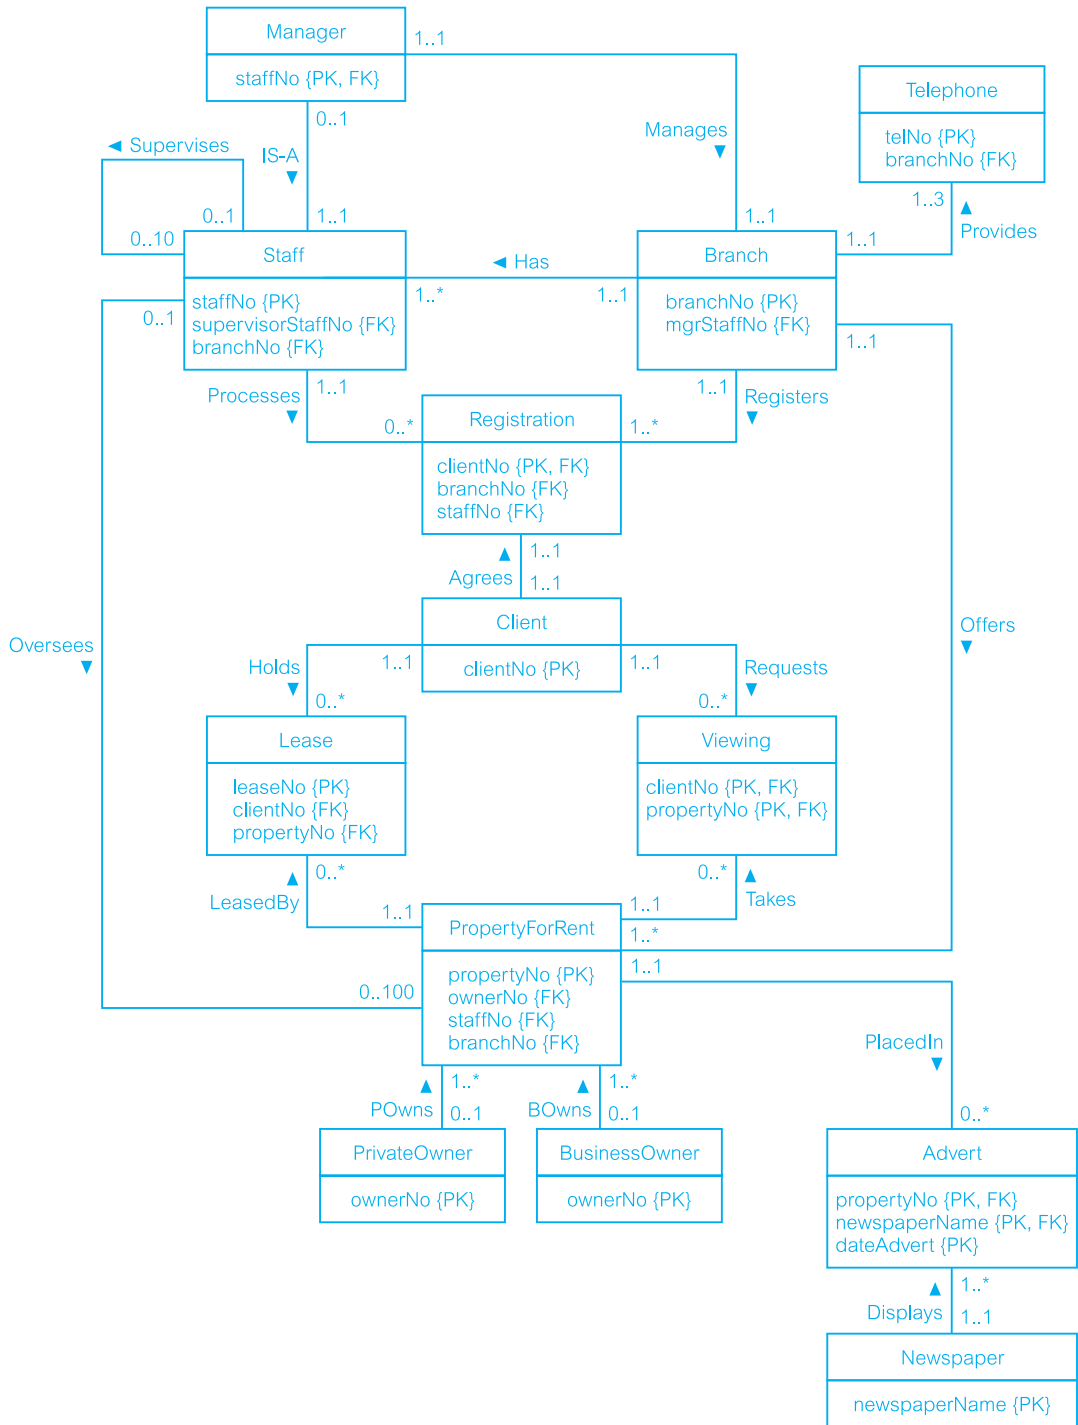 Manager
1..1
staffNo {PK, FK}
Telephone
0..1
Manages
telNo {PK}
◄ Supervises
IS-A
branchNo {FK}
1..3
0..1
1..1
1..1
Provides
0..10
1..1
Staff
◄ Has
Branch
staffNo {PK}
1..*
1..1
branchNo {PK}
0..1
supervisorStaffNo {FK}
mgrStaffNo {FK}
1..1
branchNo {FK}
Processes
1..1
1..1
Registers
0..*
Registration
1..*
clientNo {PK, FK}
branchNo {FK}
staffNo {FK}
1..1
Agrees
1..1
Client
Oversees
Offers
Holds
1..1
clientNo {PK}
1..1
Requests
0..*
0..*
Lease
Viewing
leaseNo {PK}
clientNo {PK, FK}
clientNo {FK}
propertyNo {PK, FK}
propertyNo {FK}
0..*
0..*
LeasedBy
Takes
1..1
1..1
PropertyForRent
1..*
1..1
propertyNo {PK}
0..100
ownerNo {FK}
staffNo {FK}
branchNo {FK}
PlacedIn
1..*
1..*
POwns
0..1
BOwns
0..1
0..*
PrivateOwner
BusinessOwner
Advert
ownerNo {PK}
ownerNo {PK}
propertyNo {PK, FK}
newspaperName {PK, FK}
dateAdvert {PK}
1..*
Displays
1..1
Newspaper
newspaperName {PK}